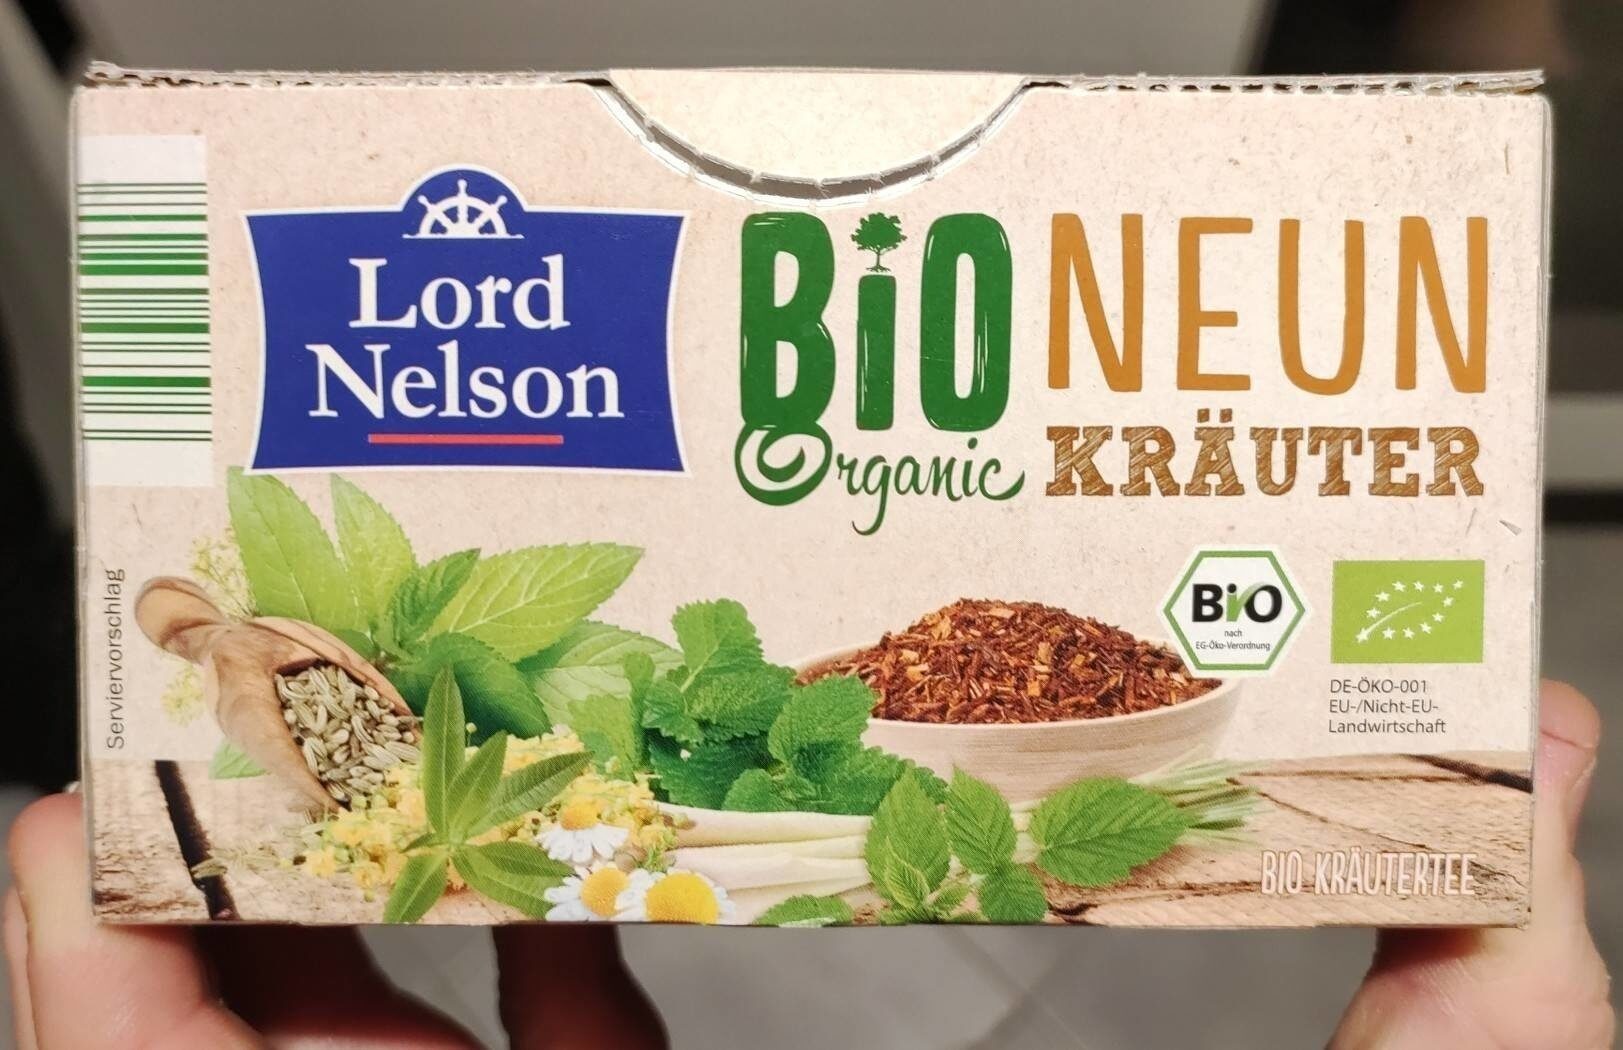 Lord
Nelson
BiO
Organic
NEUN
KRÄUTER
Serviervorschlag
BiO
nach
EG-Öko-Verordnung
DE-ÖKO-001
EU-/Nicht-EU-
Landwirtschaft
BIO KRÄUTERTEE